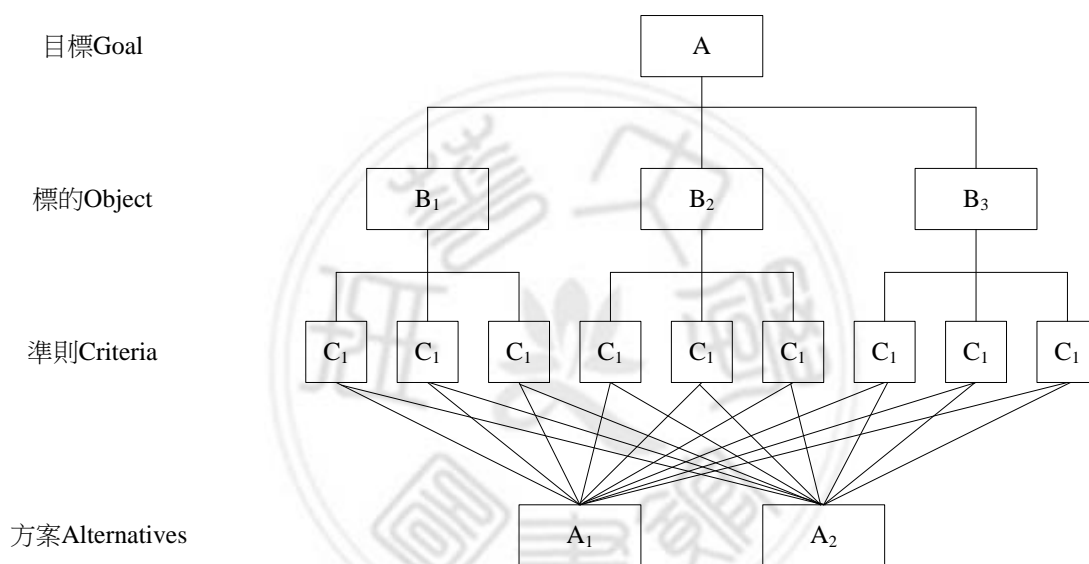 目標Goal A
標的Object B₁ B₂ B₃
準則Criteria C₁ C₁ C₁ C₁ C₁ C₁ C₁ C₁ C₁
方案Alternatives A₁ A₂